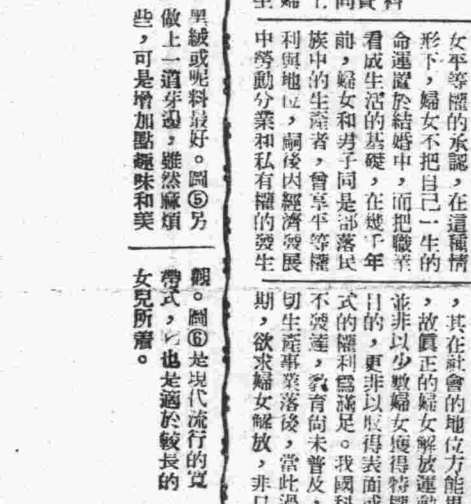 女平等權的承認，在這種情
形下，婦女不把自己一生的
命運置於結婚中，而把職業
看成生活的基礎，在幾千年
前，婦女和男子同是部落民
族中的生產者，曾享平等權
利與地位，嗣後因經濟發展
中勞動分業和私有權的發生
，其在社會的地位方能
，故眞正的婦女解放運動
並非以少數婦女獲得特權
目的，更非以取得表面
式的權利爲滿足。我國科
不發達，教育尙未普及，
切生產事業落後，當此過
期，欲求婦女解放，非
黑絨或呢料最好。圖⑤另
做上一道芽邊，雖然麻煩
些，可是增加點趣味和美
觀。圖⑥是現代流行的寬
帶式，它也是適於較長的
女兒所着。